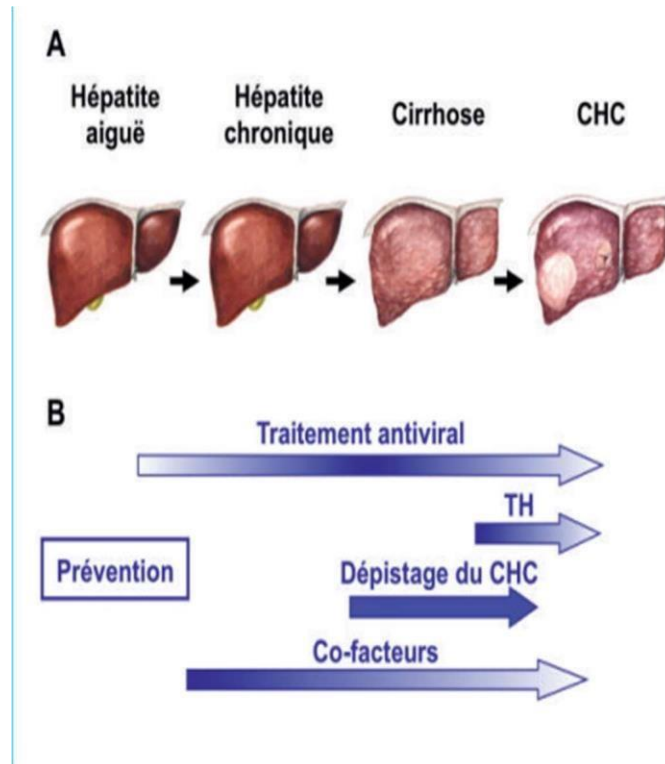 A
Hépatite
aiguë
Hépatite
chronique
Cirrhose
CHC
B
Traitement antiviral
TH
Prévention
Dépistage du CHC
Co-facteurs